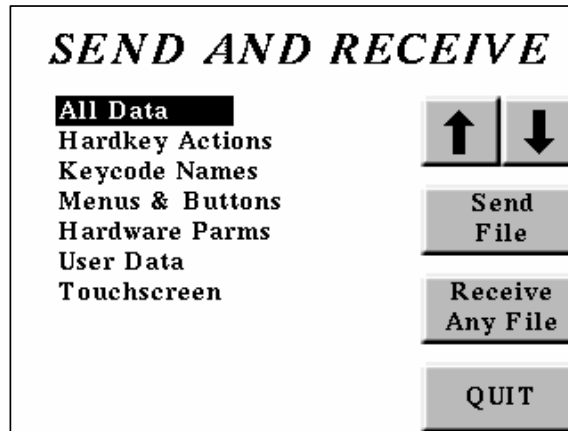 SEND AND RECEIVE
All Data
Hardkey Actions
Keycode Names
Menus & Buttons
Hardware Parms
User Data
Touchscreen
Send
File
Receive
Any File
QUIT